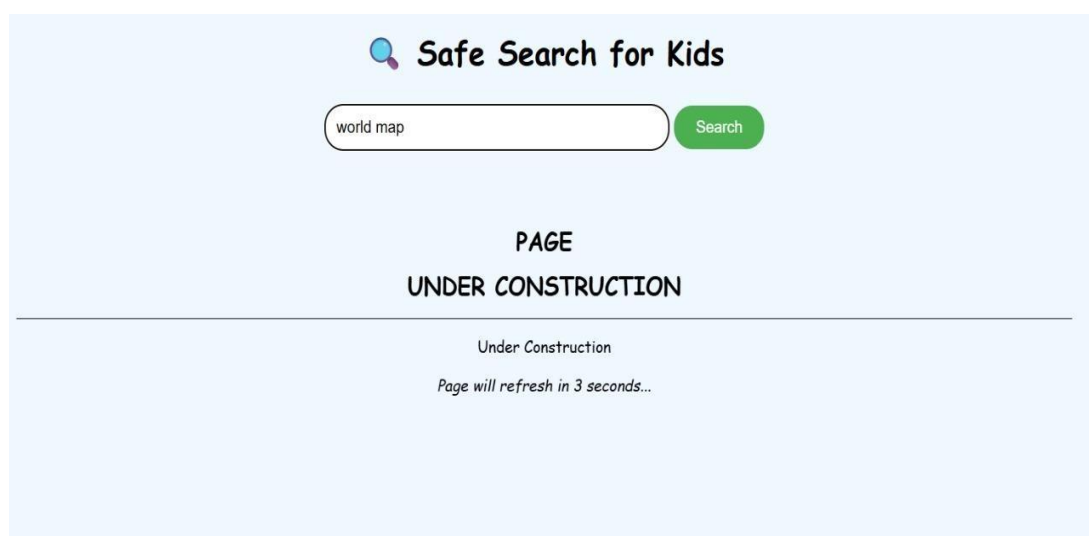 Safe Search for Kids
world map
Search
PAGE
UNDER CONSTRUCTION
Under Construction
Page will refresh in 3 seconds...